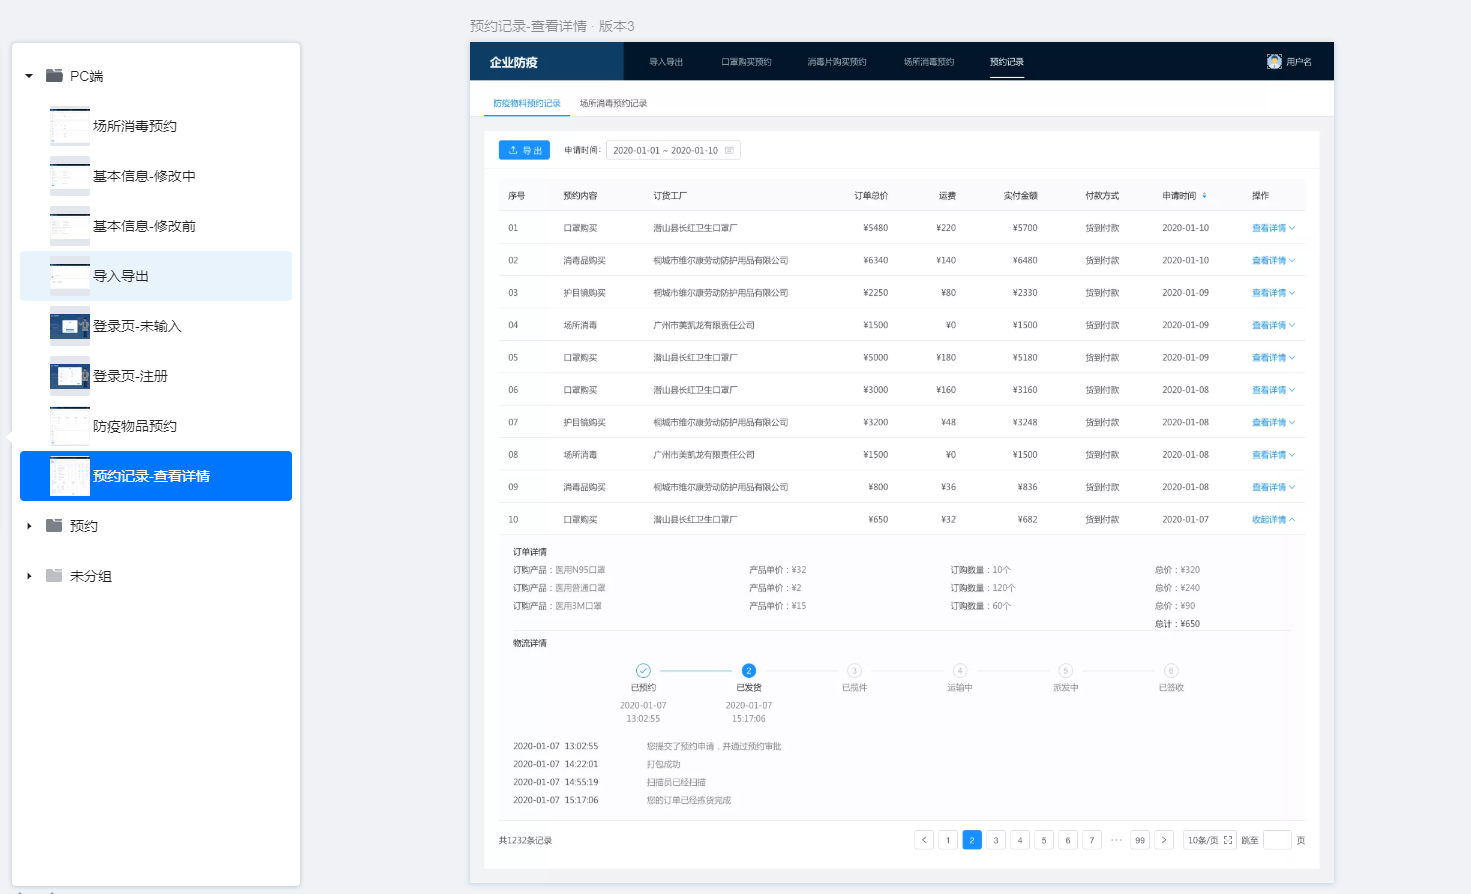 预约记录-查看详情 · 版本3
PC端
场所消毒预约
基本信息-修改中
基本信息-修改前
导入导出
登录页-未输入
登录页-注册
防疫物品预约
预约记录-查看详情
预约
未分组
企业防疫 导入导出 口罩购买预约 消毒片购买预约 场所消毒预约 预约记录 用户名
防疫物料预约记录 场所消毒预约记录
导出 申请时间: 2020-01-01 ~ 2020-01-10
序号 预约内容 订货工厂 订单总价 运费 实付金额 付款方式 申请时间 操作
01 口罩购买 潜山县长红卫生口罩厂 ¥5480 ¥220 ¥5700 货到付款 2020-01-10 查看详情
02 消毒品购买 桐城市维尔康劳动防护用品有限公司 ¥6340 ¥140 ¥6480 货到付款 2020-01-10 查看详情
03 护目镜购买 桐城市维尔康劳动防护用品有限公司 ¥2250 ¥80 ¥2330 货到付款 2020-01-09 查看详情
04 场所消毒 广州市美凯龙有限责任公司 ¥1500 ¥0 ¥1500 货到付款 2020-01-09 查看详情
05 口罩购买 潜山县长红卫生口罩厂 ¥5000 ¥180 ¥5180 货到付款 2020-01-09 查看详情
06 口罩购买 潜山县长红卫生口罩厂 ¥3000 ¥160 ¥3160 货到付款 2020-01-08 查看详情
07 护目镜购买 桐城市维尔康劳动防护用品有限公司 ¥3200 ¥48 ¥3248 货到付款 2020-01-08 查看详情
08 场所消毒 广州市美凯龙有限公司 ¥1500 ¥0 ¥1500 货到付款 2020-01-08 查看详情
09 消毒品购买 桐城市维尔康劳动防护用品有限公司 ¥800 ¥36 ¥836 货到付款 2020-01-08 查看详情
10 口罩购买 潜山县长红卫生口罩厂 ¥650 ¥32 ¥682 货到付款 2020-01-07 收起详情
订单详情
订购产品：医用N95口罩 产品单价：¥32 订购数量：10个 总价：¥320
订购产品：医用普通口罩 产品单价：¥2 订购数量：120个 总价：¥240
订购产品：医用3M口罩 产品单价：¥15 订购数量：60个 总价：¥90
总计：¥650
物流详情
2 3 4 5 6
已预约 已发货 已揽件 运输中 派发中 已签收
2020-01-07 2020-01-07
13:02:55 15:17:06
2020-01-07 13:02:55 您提交了预约申请，并通过预约审批
2020-01-07 14:22:01 打包成功
2020-01-07 14:55:19 扫描员已经扫描
2020-01-07 15:17:06 您的订单已经拣货完成
共1232条记录 < 1 2 3 4 5 6 7 ··· 99 > 10条/页 跳至 页